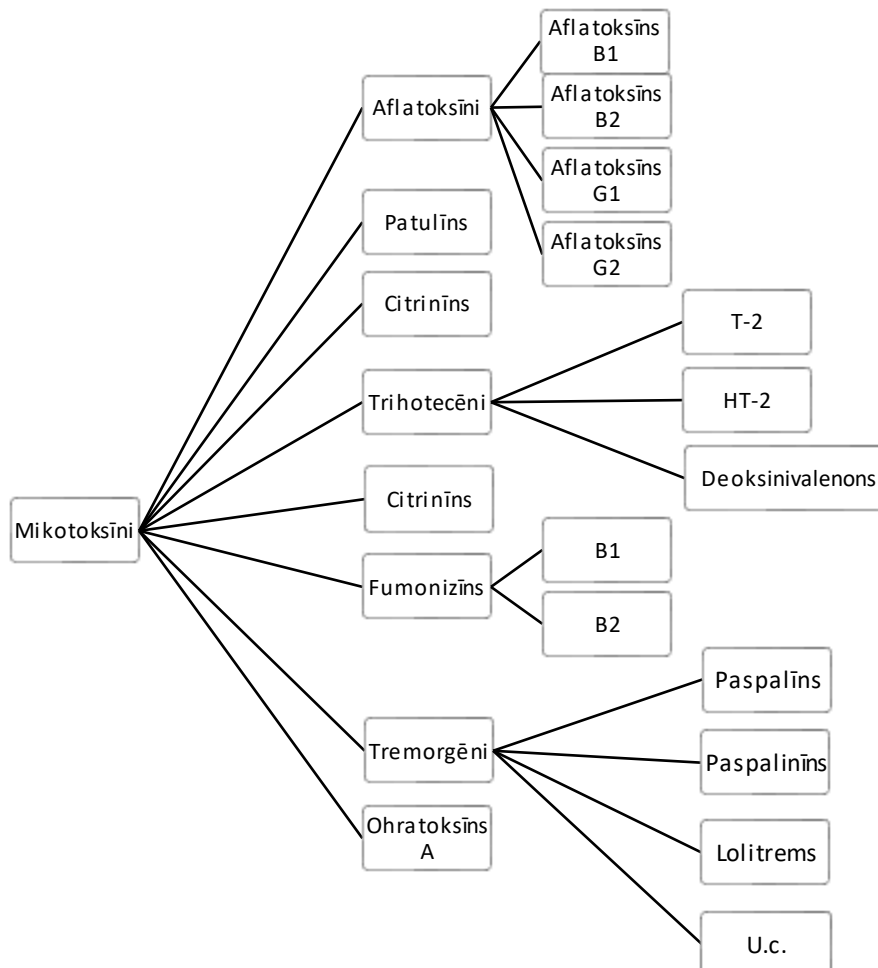 Aflatoksīns
B1
Aflatoksīni
Aflatoksīns
B2
Aflatoksīns
G1
Patulīns
Aflatoksīns
G2
Citrinīns
T-2
Trihotecēni
HT-2
Deoksinivalenons
Citrinīns
Mikotoksīni
B1
Fumonizīns
B2
Paspalīns
Tremorgēni
Paspalinīns
Ohratoksīns
A
Lolitrems
U.c.